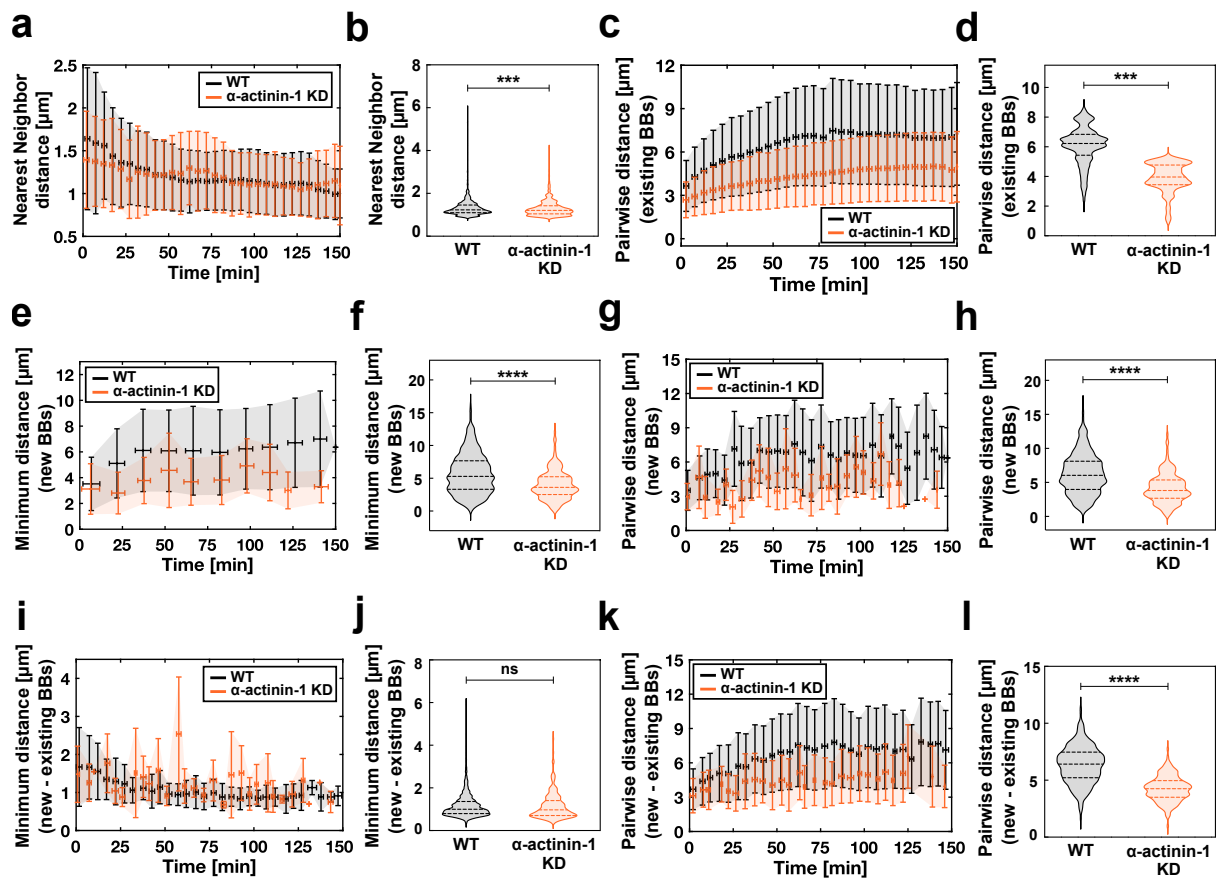 a
Nearest Neighbor
distance [µm]
2.5
2
1.5
1
0.5
WT
α-actinin-1 KD
0 25 50 75 100 125 150
Time [min]
b
Nearest Neighbor
distance [µm]
8
6
4
2
0
***
WT
α-actinin-1
KD
c
Pairwise distance [µm]
(existing BBs)
12
9
6
3
0
WT
α-actinin-1 KD
0 25 50 75 100 125 150
Time [min]
d
Pairwise distance [µm]
(existing BBs)
10
8
6
4
2
0
***
WT
α-actinin-1
KD
e
Minimum distance [µm]
(new BBs)
12
10
8
6
4
2
0
WT
α-actinin-1 KD
0 25 50 75 100 125 150
Time [min]
f
Minimum distance [µm]
(new BBs)
20
15
10
5
0
****
WT
α-actinin-1
KD
g
Pairwise distance [µm]
(new BBs)
15
12
9
6
3
0
WT
α-actinin-1 KD
0 25 50 75 100 125 150
Time [min]
h
Pairwise distance [µm]
(new BBs)
20
15
10
5
0
****
WT
α-actinin-1
KD
i
Minimum distance [µm]
(new - existing BBs)
4
3
2
1
0
WT
α-actinin-1 KD
0 25 50 75 100 125 150
Time [min]
j
Minimum distance [µm]
(new - existing BBs)
8
6
4
2
0
ns
WT
α-actinin-1
KD
k
Pairwise distance [µm]
(new - existing BBs)
15
12
9
6
3
0
WT
α-actinin-1 KD
0 25 50 75 100 125 150
Time [min]
l
Pairwise distance [µm]
(new - existing BBs)
15
10
5
0
****
WT
α-actinin-1
KD